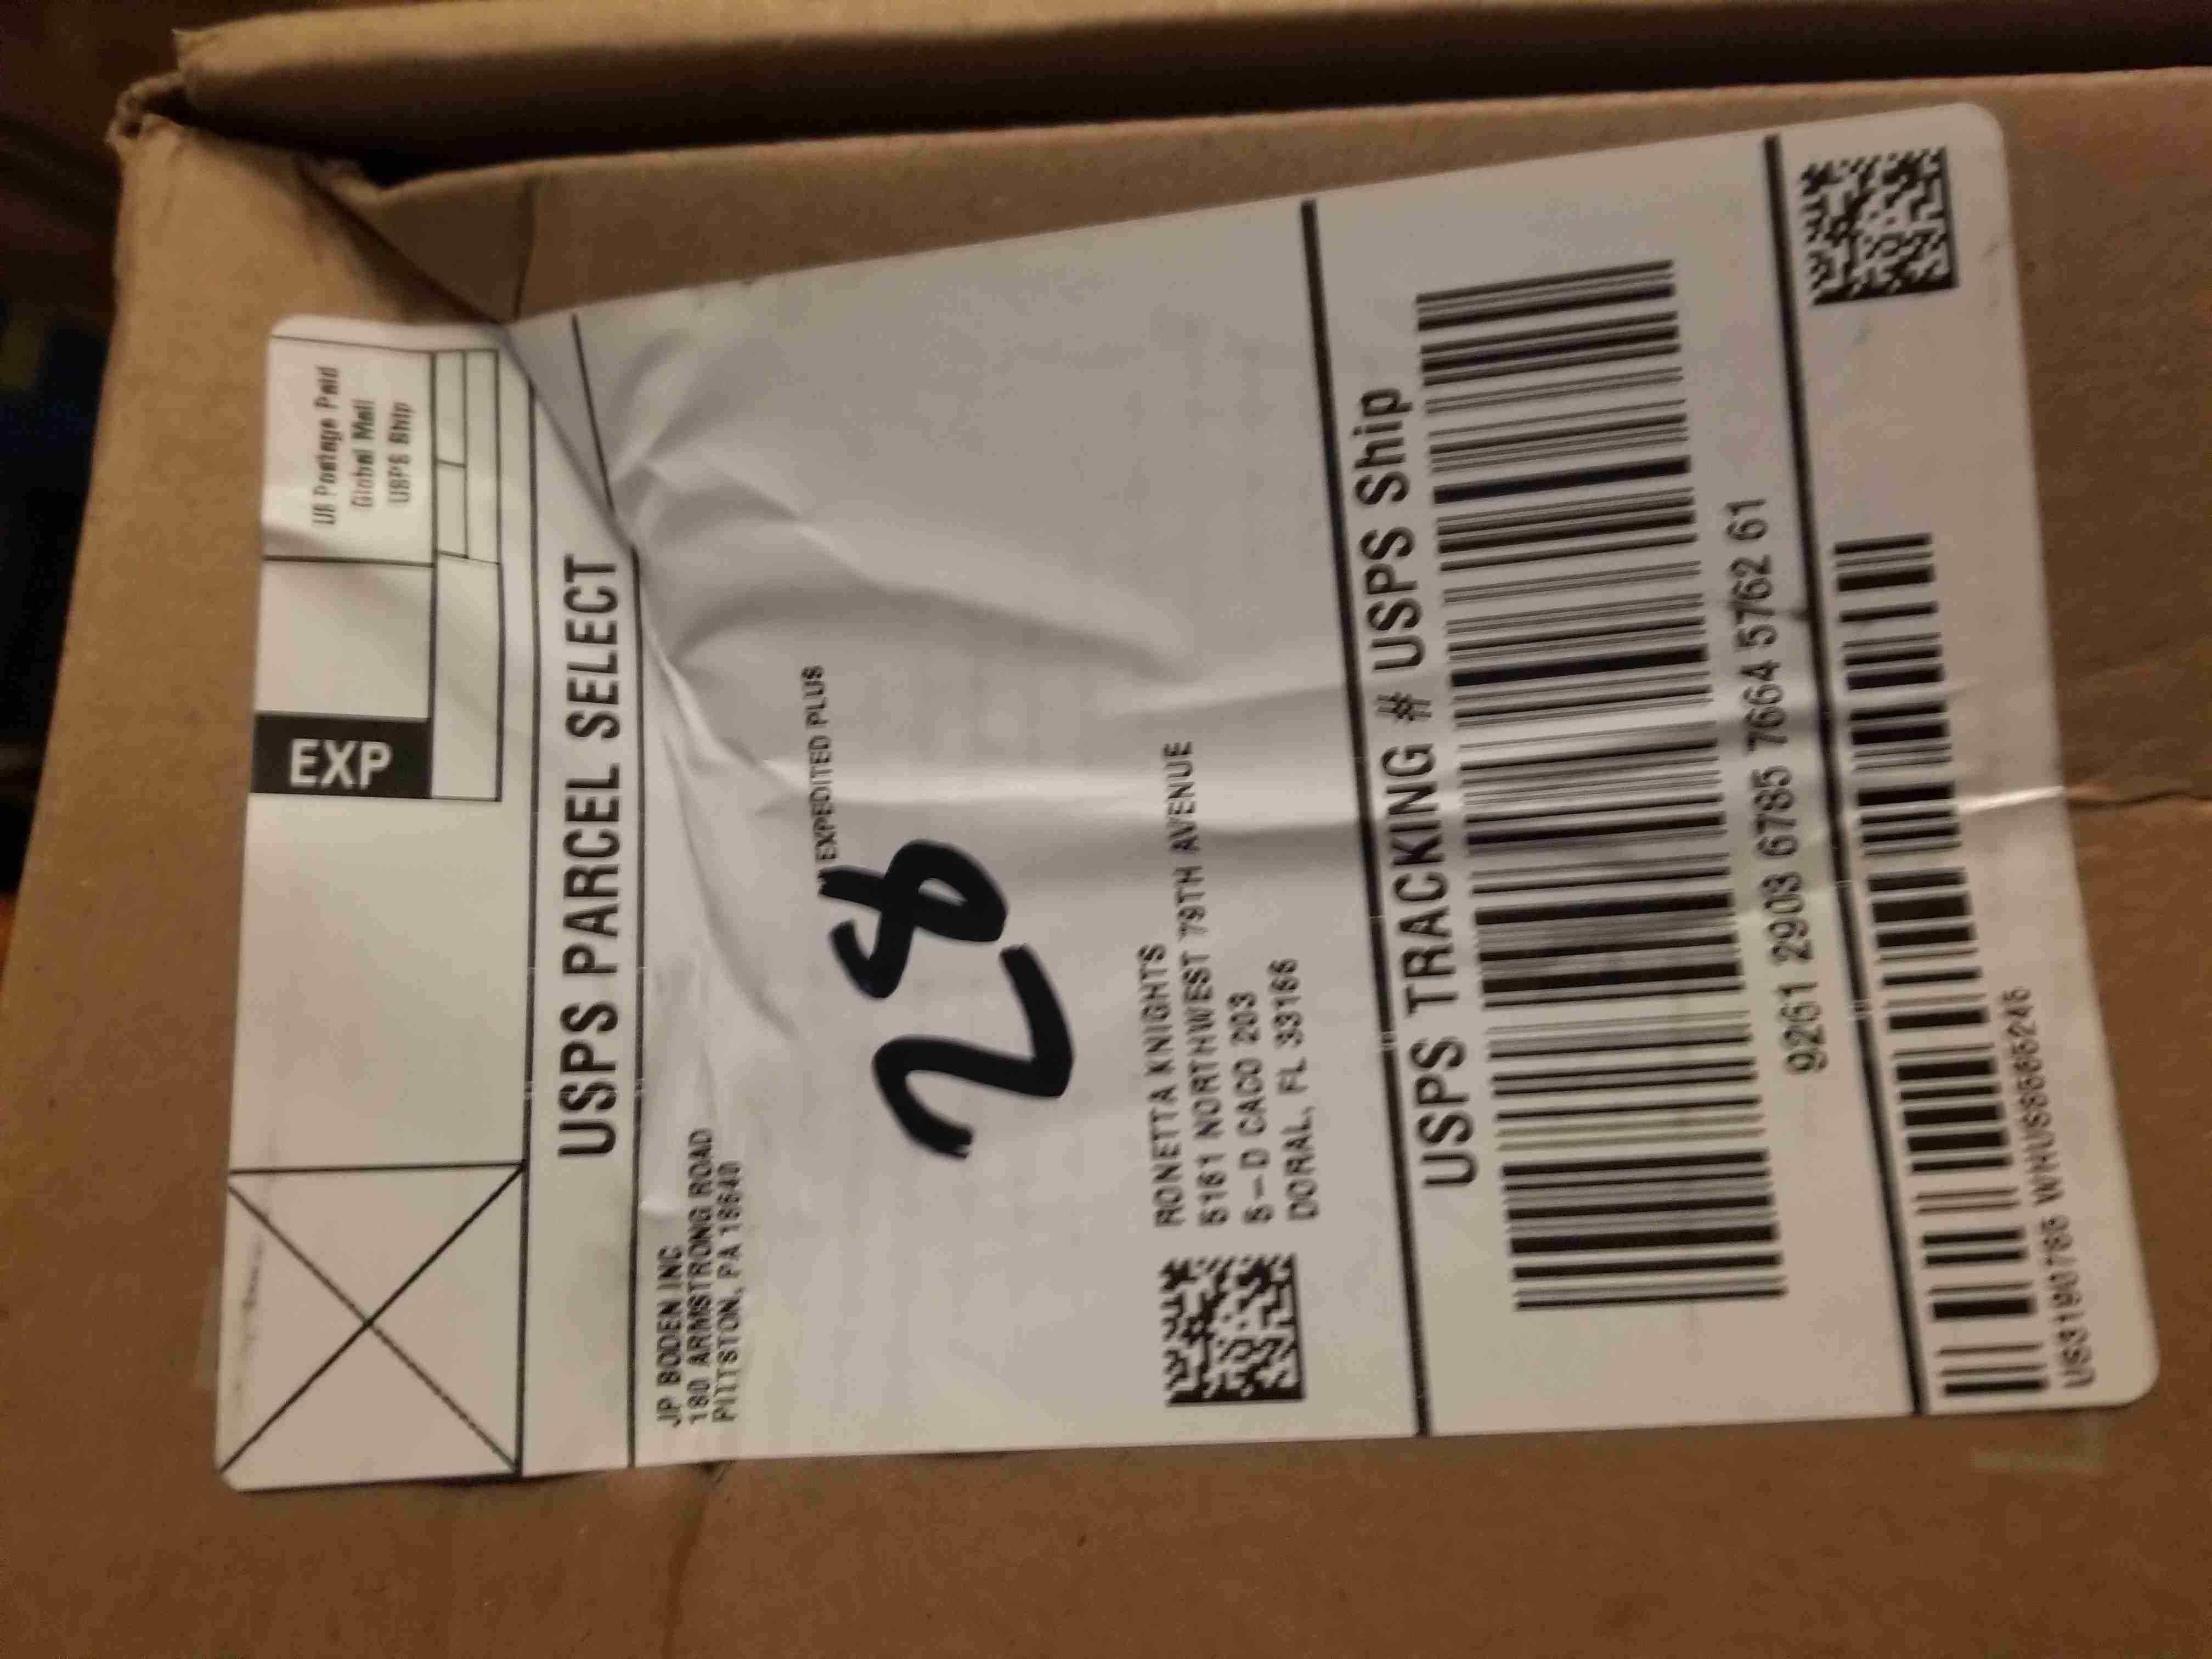 US Postage Paid
Global Mail
USPS Ship
EXP
USPS PARCEL SELECT
JP BODEN INC
180 ARMSTRONG ROAD
PITTSTON, PA 18640
EXPEDITED PLUS
28
RONETTA KNIGHTS
5161 NORTHWEST 79TH AVENUE
5-D CACO 203
DORAL, FL 33166
USPS TRACKING # USPS Ship
9261 2903 6785 7664 5762 61